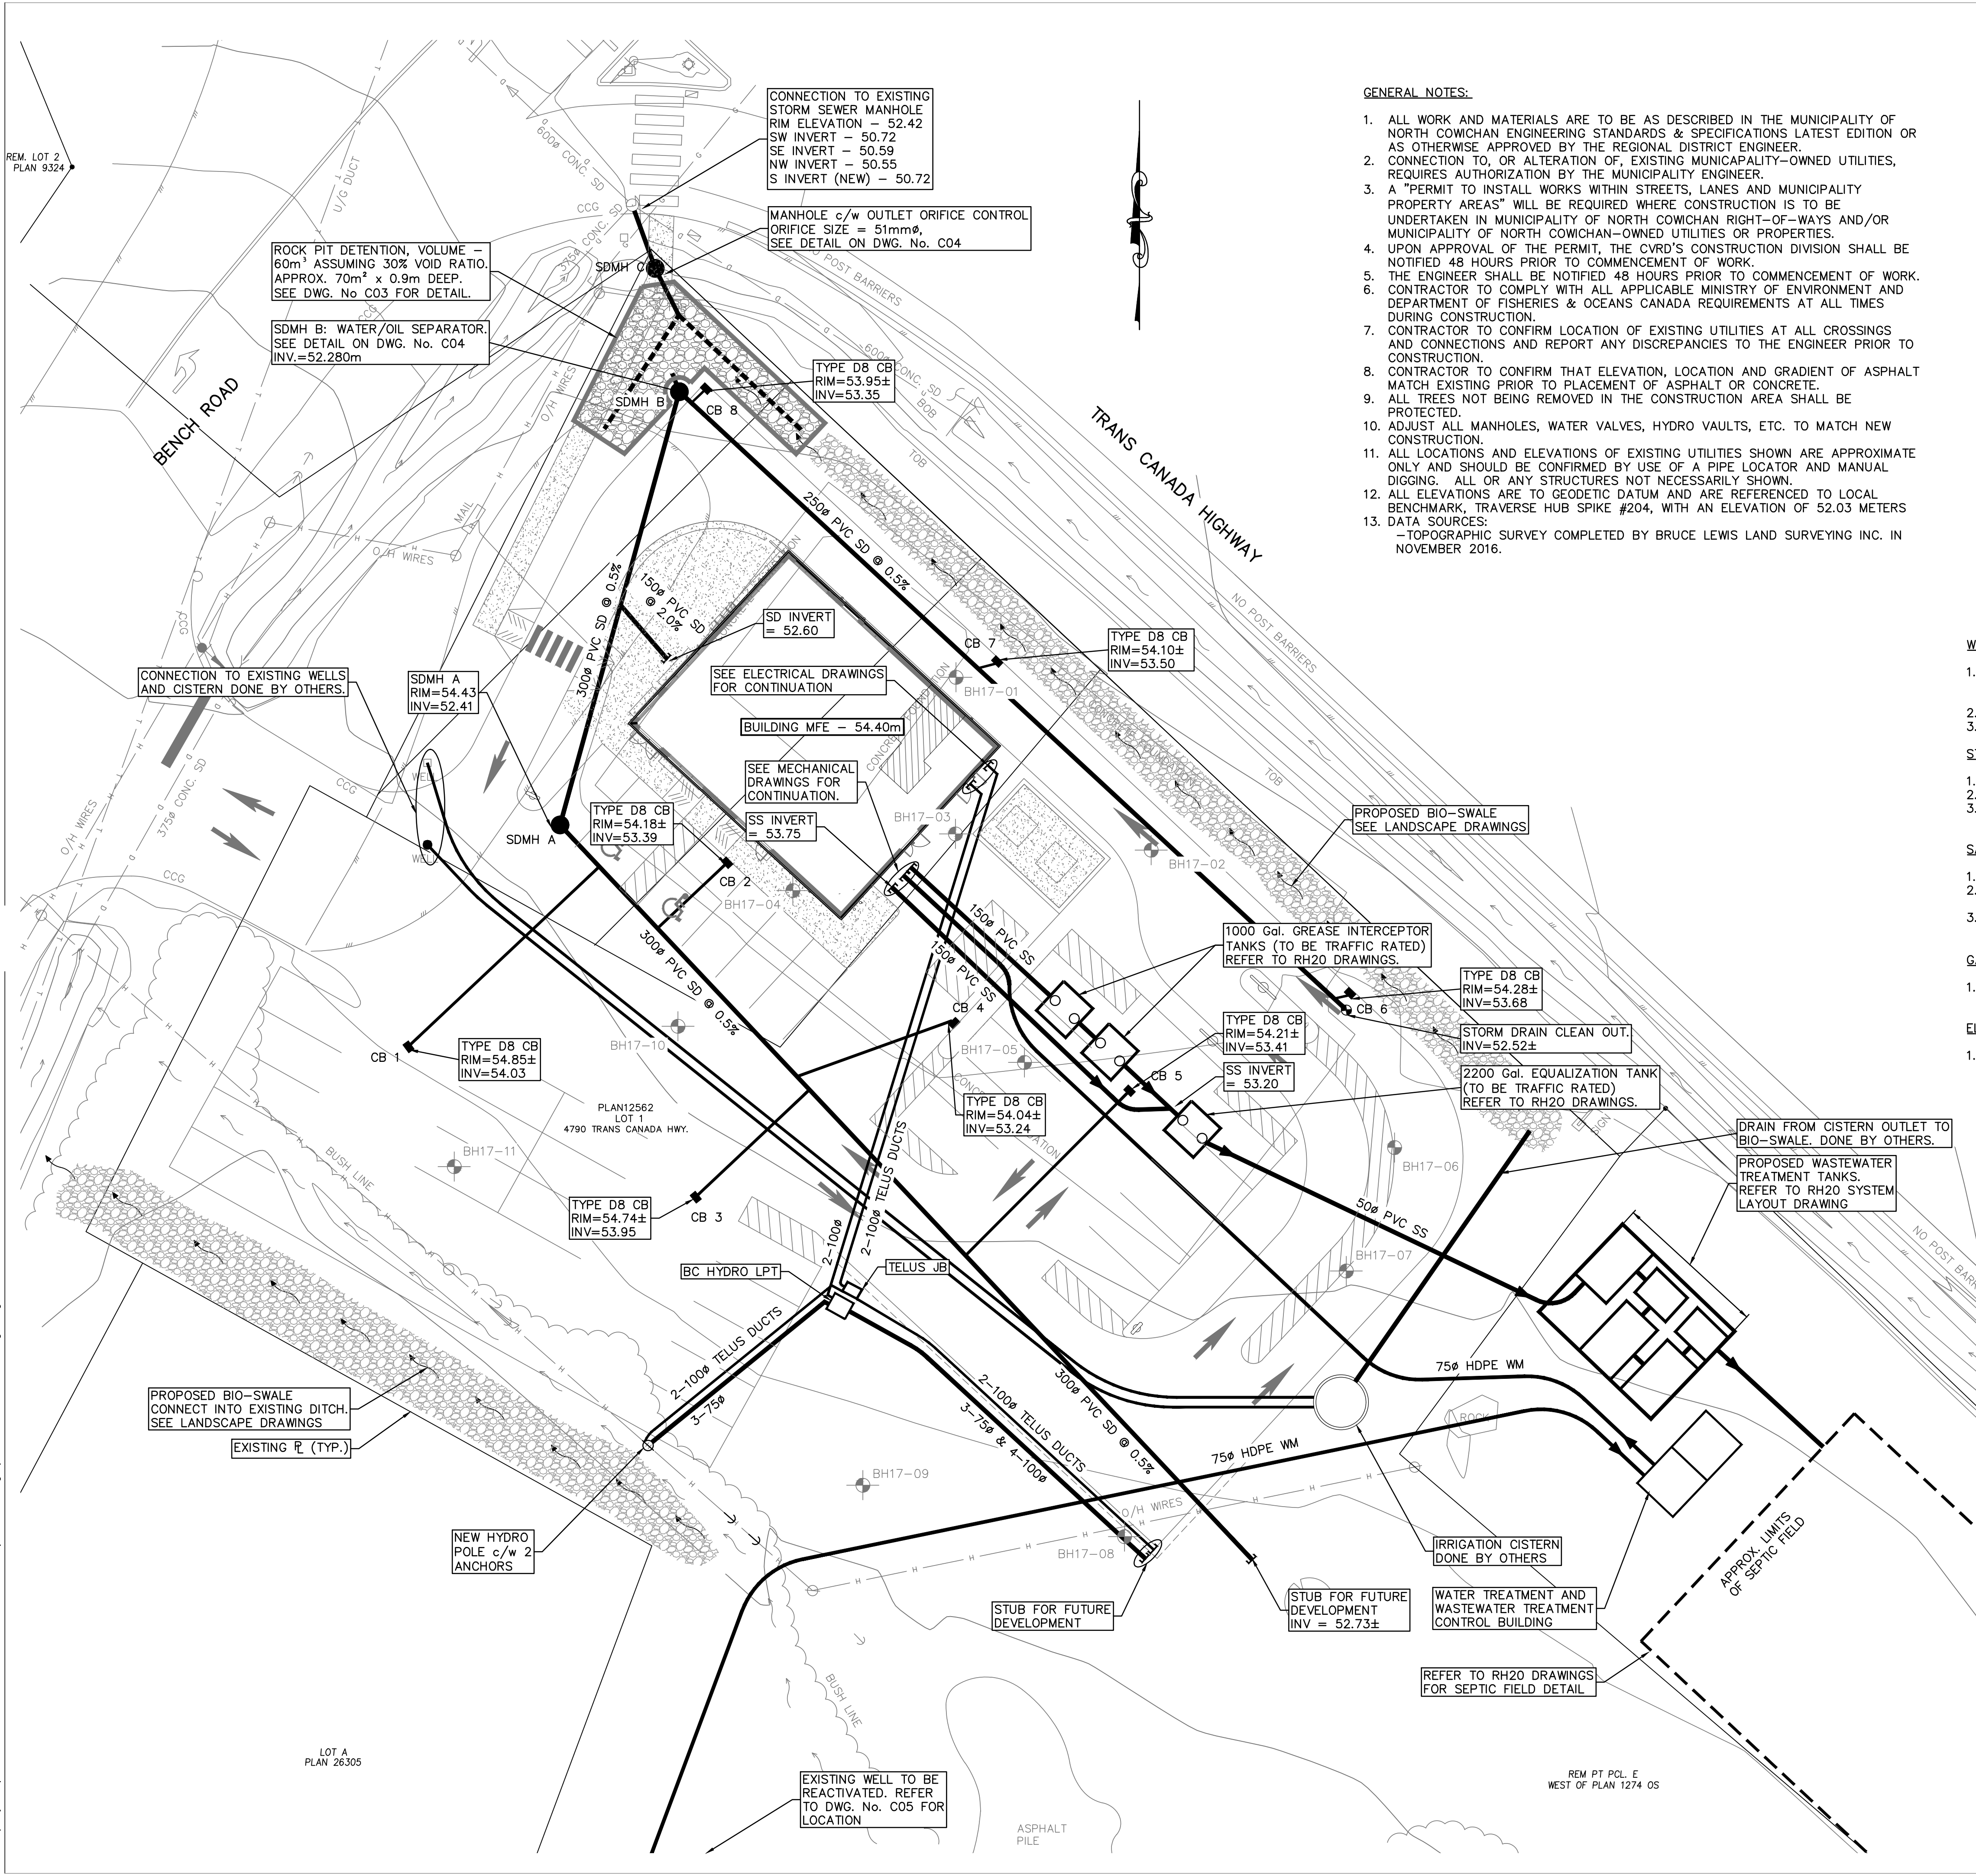 REM. LOT 2
PLAN 9324
BENCH ROAD
TRANS CANADA HIGHWAY
CONNECTION TO EXISTING
STORM SEWER MANHOLE
RIM ELEVATION – 52.42
SW INVERT – 50.72
SE INVERT – 50.59
NW INVERT – 50.55
S INVERT (NEW) – 50.72
MANHOLE c/w OUTLET ORIFICE CONTROL
ORIFICE SIZE = 51mmø,
SEE DETAIL ON DWG. No. C04
ROCK PIT DETENTION, VOLUME –
60m³ ASSUMING 30% VOID RATIO.
APPROX. 70m² x 0.9m DEEP.
SEE DWG. No C03 FOR DETAIL.
SDMH B: WATER/OIL SEPARATOR.
SEE DETAIL ON DWG. No. C04
INV.=52.280m
600ø CONC. SD
U/G DUCT
CCG
375ø CONC. SD
SDMH C
NO POST BARRIERS
CCG
O/H WIRES
600ø CONC. SD
BOB
TOB
SDMH B
CB 8
TYPE D8 CB
RIM=53.95±
INV=53.35
MAIL
O/H WIRES
CCG
250ø PVC SD @ 0.5%
300ø PVC SD @ 0.5%
150ø PVC SD
@ 2.0%
SD INVERT
= 52.60
NO POST BARRIERS
TOB
CB 7
TYPE D8 CB
RIM=54.10±
INV=53.50
BH17-01
SEE ELECTRICAL DRAWINGS
FOR CONTINUATION
BUILDING MFE – 54.40m
SEE MECHANICAL
DRAWINGS FOR
CONTINUATION.
SS INVERT
= 53.75
CONNECTION TO EXISTING WELLS
AND CISTERN DONE BY OTHERS.
SDMH A
RIM=54.43
INV=52.41
WELL
WELL
CCG
CCG
O/H WIRES
375ø CONC. SD
SDMH A
TYPE D8 CB
RIM=54.18±
INV=53.39
CB 2
BH17-03
BH17-04
BH17-02
PROPOSED BIO-SWALE
SEE LANDSCAPE DRAWINGS
300ø PVC SD @ 0.5%
150ø PVC SS
150ø PVC SS
1000 Gal. GREASE INTERCEPTOR
TANKS (TO BE TRAFFIC RATED)
REFER TO RH20 DRAWINGS.
TYPE D8 CB
RIM=54.28±
INV=53.68
CB 6
STORM DRAIN CLEAN OUT.
INV=52.52±
TYPE D8 CB
RIM=54.21±
INV=53.41
CB 5
SS INVERT
= 53.20
2200 Gal. EQUALIZATION TANK
(TO BE TRAFFIC RATED)
REFER TO RH20 DRAWINGS.
CB 4
TYPE D8 CB
RIM=54.04±
INV=53.24
BH17-05
BH17-10
CB 1
TYPE D8 CB
RIM=54.85±
INV=54.03
PLAN12562
LOT 1
4790 TRANS CANADA HWY.
BUSH LINE
BH17-11
TYPE D8 CB
RIM=54.74±
INV=53.95
CB 3
BH17-06
BH17-07
50ø PVC SS
SIGN
DRAIN FROM CISTERN OUTLET TO
BIO-SWALE. DONE BY OTHERS.
PROPOSED WASTEWATER
TREATMENT TANKS.
REFER TO RH20 SYSTEM
LAYOUT DRAWING
NO POST BARR
BC HYDRO LPT
TELUS JB
2-100ø
2-100ø TELUS DUCTS
2-100ø TELUS DUCTS
3-75ø
2-100ø TELUS DUCTS
3-75ø & 4-100ø
300ø PVC SD @ 0.5%
75ø HDPE WM
75ø HDPE WM
ROCK
PROPOSED BIO-SWALE
CONNECT INTO EXISTING DITCH.
SEE LANDSCAPE DRAWINGS
EXISTING ℄ (TYP.)
NEW HYDRO
POLE c/w 2
ANCHORS
BH17-09
O/H WIRES
BH17-08
STUB FOR FUTURE
DEVELOPMENT
STUB FOR FUTURE
DEVELOPMENT
INV = 52.73±
IRRIGATION CISTERN
DONE BY OTHERS
WATER TREATMENT AND
WASTEWATER TREATMENT
CONTROL BUILDING
APPROX. LIMITS
OF SEPTIC FIELD
REFER TO RH20 DRAWINGS
FOR SEPTIC FIELD DETAIL
BUSH LINE
LOT A
PLAN 26305
EXISTING WELL TO BE
REACTIVATED. REFER
TO DWG. No. C05 FOR
LOCATION
ASPHALT
PILE
REM PT PCL. E
WEST OF PLAN 1274 OS
GENERAL NOTES:
1. ALL WORK AND MATERIALS ARE TO BE AS DESCRIBED IN THE MUNICIPALITY OF
NORTH COWICHAN ENGINEERING STANDARDS & SPECIFICATIONS LATEST EDITION OR
AS OTHERWISE APPROVED BY THE REGIONAL DISTRICT ENGINEER.
2. CONNECTION TO, OR ALTERATION OF, EXISTING MUNICAPALITY-OWNED UTILITIES,
REQUIRES AUTHORIZATION BY THE MUNICIPALITY ENGINEER.
3. A "PERMIT TO INSTALL WORKS WITHIN STREETS, LANES AND MUNICIPALITY
PROPERTY AREAS" WILL BE REQUIRED WHERE CONSTRUCTION IS TO BE
UNDERTAKEN IN MUNICIPALITY OF NORTH COWICHAN RIGHT-OF-WAYS AND/OR
MUNICIPALITY OF NORTH COWICHAN-OWNED UTILITIES OR PROPERTIES.
4. UPON APPROVAL OF THE PERMIT, THE CVRD'S CONSTRUCTION DIVISION SHALL BE
NOTIFIED 48 HOURS PRIOR TO COMMENCEMENT OF WORK.
5. THE ENGINEER SHALL BE NOTIFIED 48 HOURS PRIOR TO COMMENCEMENT OF WORK.
6. CONTRACTOR TO COMPLY WITH ALL APPLICABLE MINISTRY OF ENVIRONMENT AND
DEPARTMENT OF FISHERIES & OCEANS CANADA REQUIREMENTS AT ALL TIMES
DURING CONSTRUCTION.
7. CONTRACTOR TO CONFIRM LOCATION OF EXISTING UTILITIES AT ALL CROSSINGS
AND CONNECTIONS AND REPORT ANY DISCREPANCIES TO THE ENGINEER PRIOR TO
CONSTRUCTION.
8. CONTRACTOR TO CONFIRM THAT ELEVATION, LOCATION AND GRADIENT OF ASPHALT
MATCH EXISTING PRIOR TO PLACEMENT OF ASPHALT OR CONCRETE.
9. ALL TREES NOT BEING REMOVED IN THE CONSTRUCTION AREA SHALL BE
PROTECTED.
10. ADJUST ALL MANHOLES, WATER VALVES, HYDRO VAULTS, ETC. TO MATCH NEW
CONSTRUCTION.
11. ALL LOCATIONS AND ELEVATIONS OF EXISTING UTILITIES SHOWN ARE APPROXIMATE
ONLY AND SHOULD BE CONFIRMED BY USE OF A PIPE LOCATOR AND MANUAL
DIGGING. ALL OR ANY STRUCTURES NOT NECESSARILY SHOWN.
12. ALL ELEVATIONS ARE TO GEODETIC DATUM AND ARE REFERENCED TO LOCAL
BENCHMARK, TRAVERSE HUB SPIKE #204, WITH AN ELEVATION OF 52.03 METERS
13. DATA SOURCES:
–TOPOGRAPHIC SURVEY COMPLETED BY BRUCE LEWIS LAND SURVEYING INC. IN
NOVEMBER 2016.